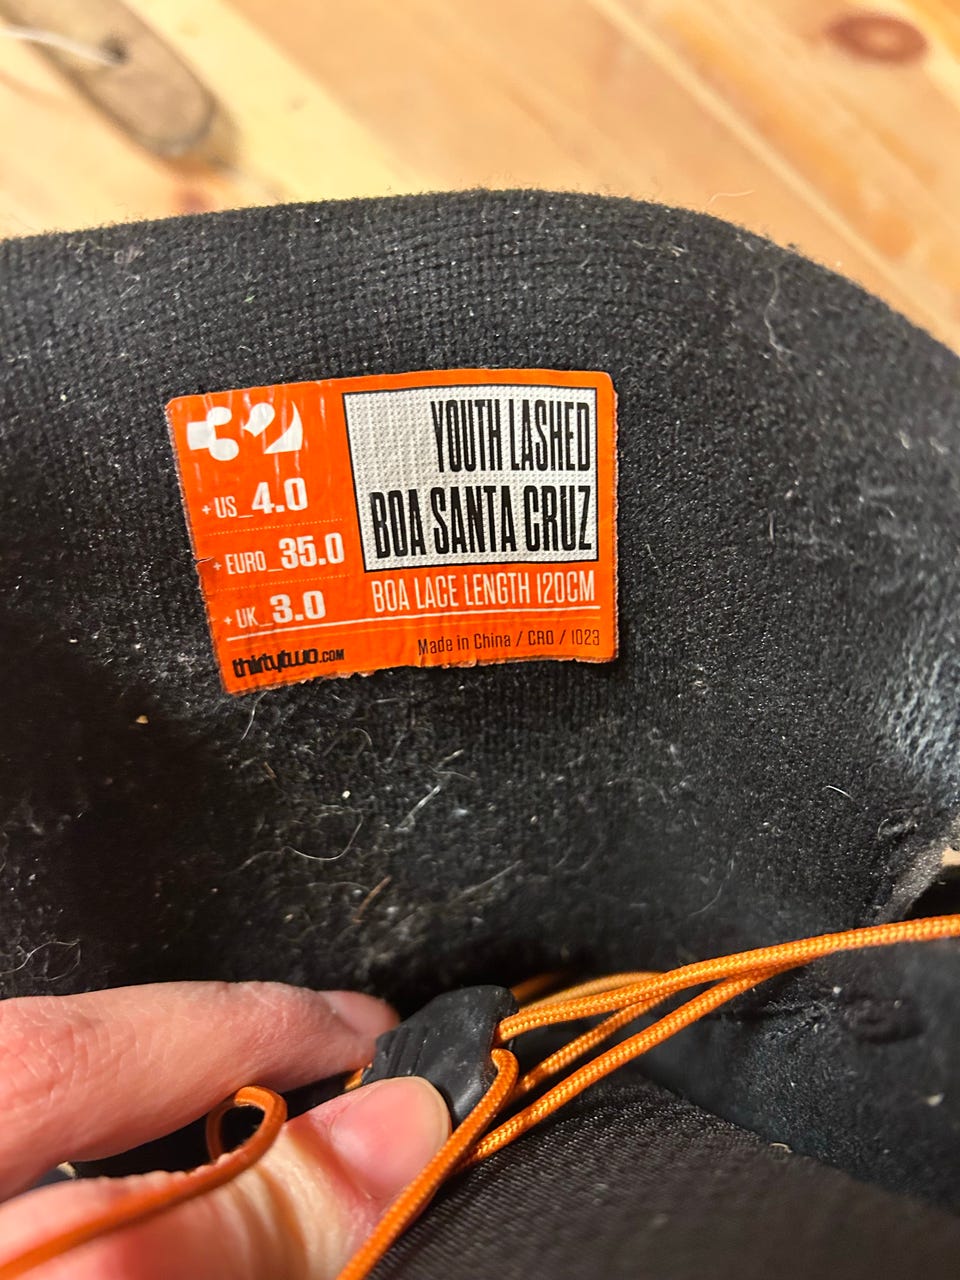 32
+ US_4.0
+ EURO_35.0
+ UK_3.0
thirtytwo.COM
YOUTH LASHED
BOA SANTA CRUZ
BOA LACE LENGTH 120CM
Made in China / CRO / 1023